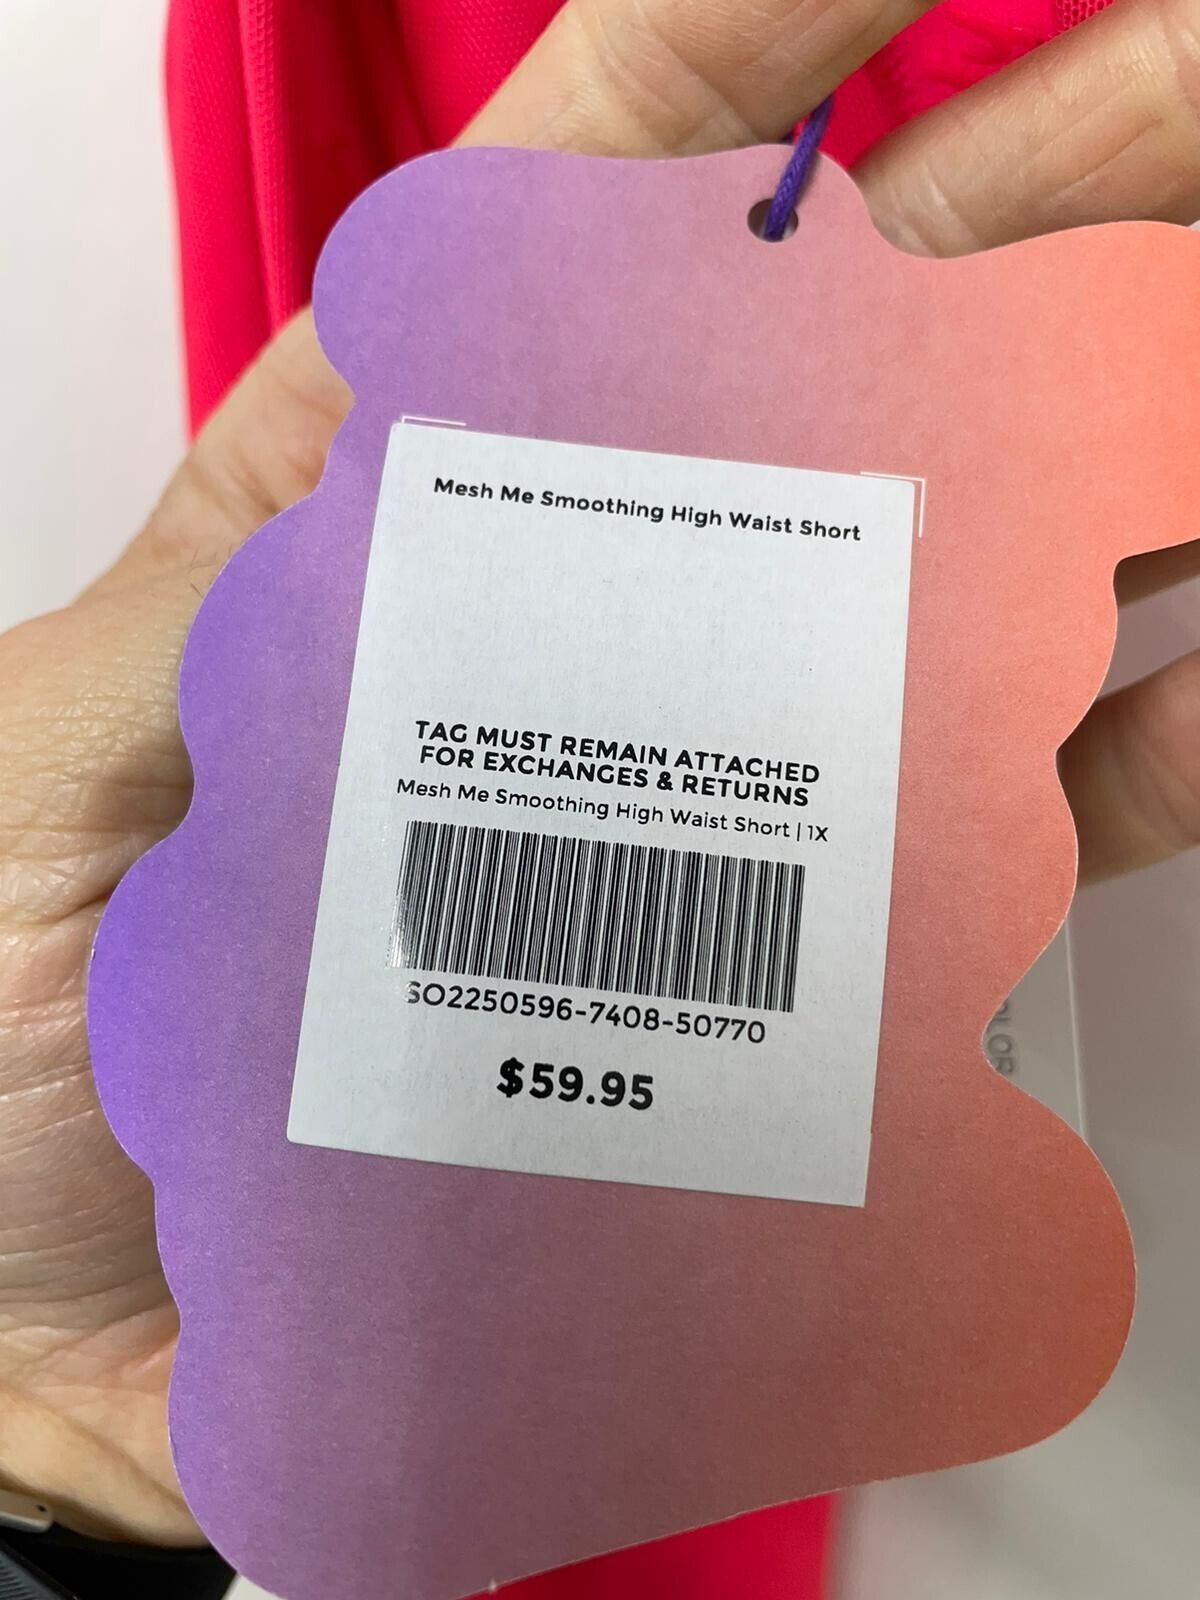 Mesh Me Smoothing High Waist Short
TAG MUST REMAIN ATTACHED
FOR EXCHANGES & RETURNS
Mesh Me Smoothing High Waist Short | 1X
SO2250596-7408-50770
$59.95